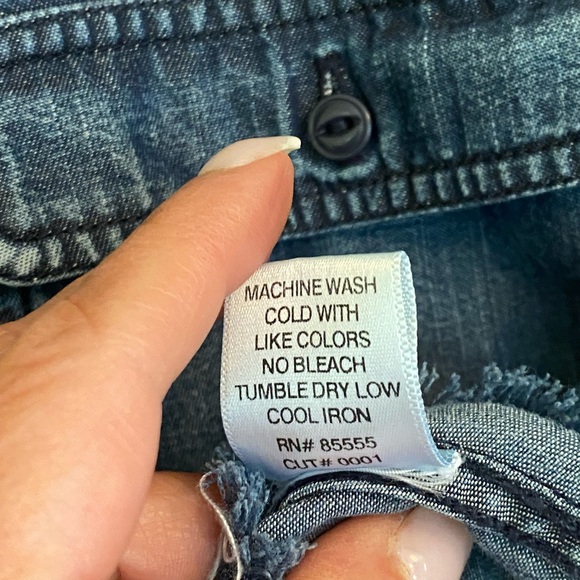 MACHINE WASH
COLD WITH
LIKE COLORS
NO BLEACH
TUMBLE DRY LOW
COOL IRON
RN# 85555
CUT# 0001